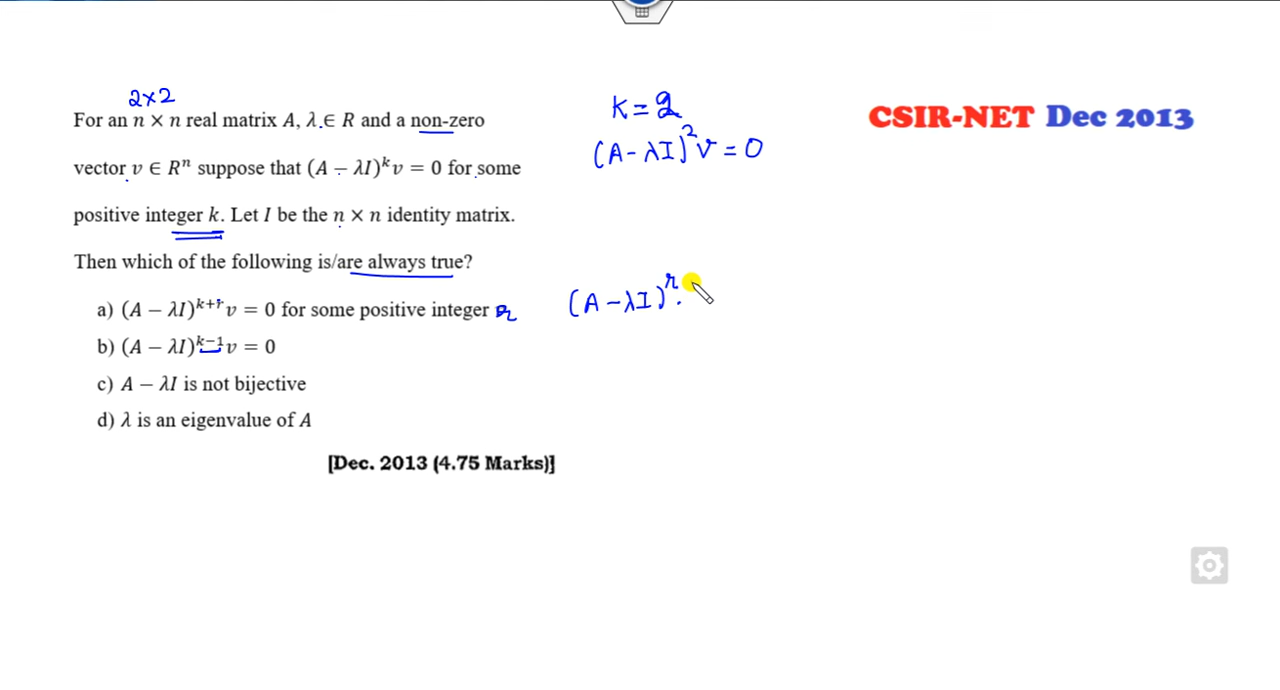 2×2
For an n × n real matrix A, λ ∈ R and a non-zero
vector v ∈ Rⁿ suppose that (A − λI)ᵏv = 0 for some
positive integer k. Let I be the n × n identity matrix.
Then which of the following is/are always true?
a) (A − λI)ᵏ⁺ʳv = 0 for some positive integer r
b) (A − λI)ᵏ⁻¹v = 0
c) A − λI is not bijective
d) λ is an eigenvalue of A
[Dec. 2013 (4.75 Marks)]
K = 2
(A - λI)²V = 0
(A - λI)ʳ.
CSIR-NET Dec 2013